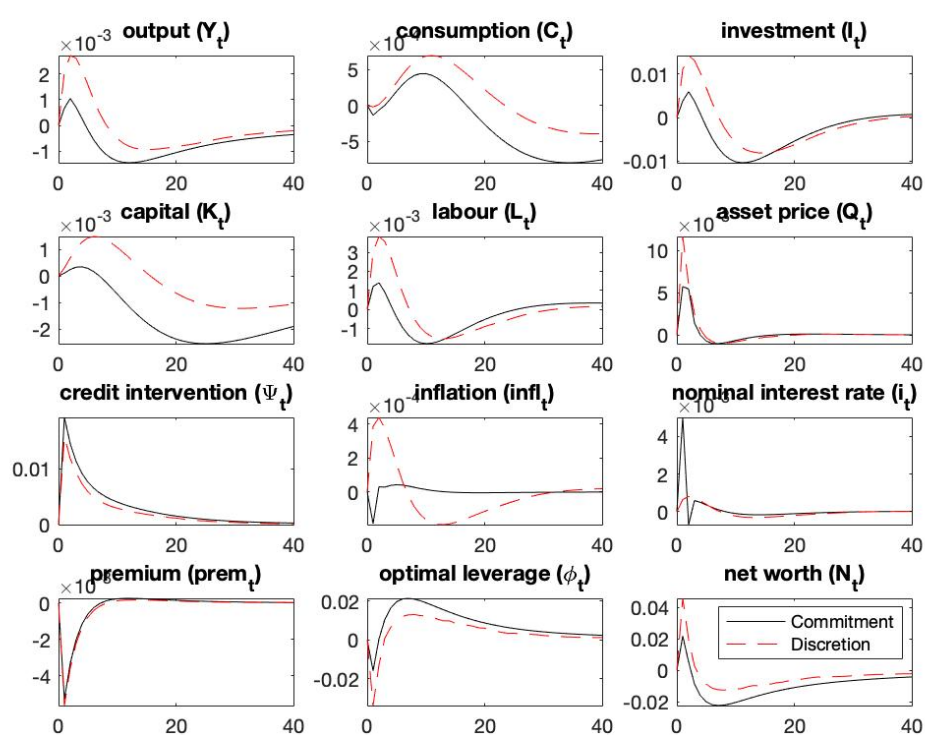 output (Y_t)
×10^-3
2
1
0
-1
0 20 40
consumption (C_t)
5
0
-5
0 20 40
investment (I_t)
0.01
0
-0.01
0 20 40
capital (K_t)
×10^-3
1
0
-1
-2
0 20 40
labour (L_t)
×10^-3
3
2
1
0
-1
0 20 40
asset price (Q_t)
10
5
0
0 20 40
credit intervention (Ψ_t)
0.01
0
0 20 40
inflation (infl_t)
×10^-4
4
2
0
0 20 40
nominal interest rate (i_t)
4
2
0
0 20 40
premium (prem_t)
0
-2
-4
0 20 40
optimal leverage (ϕ_t)
0.02
0
-0.02
0 20 40
net worth (N_t)
0.04
0.02
0
-0.02
Commitment
Discretion
0 20 40